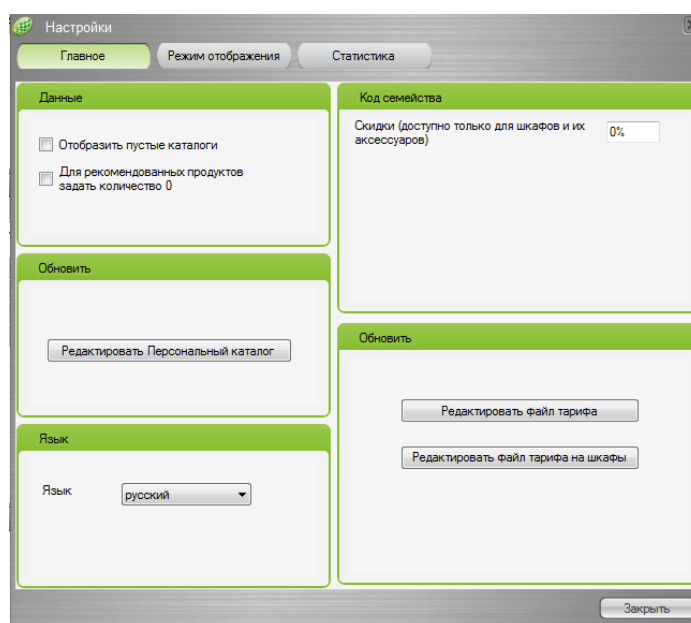 Настройки
Главное
Режим отображения
Статистика
Данные
Отобразить пустые каталоги
Для рекомендованных продуктов
задать количество 0
Обновить
Редактировать Персональный каталог
Язык
Язык
русский
Код семейства
Скидки (доступно только для шкафов и их
аксессуаров)
0%
Обновить
Редактировать файл тарифа
Редактировать файл тарифа на шкафы
Закрыть